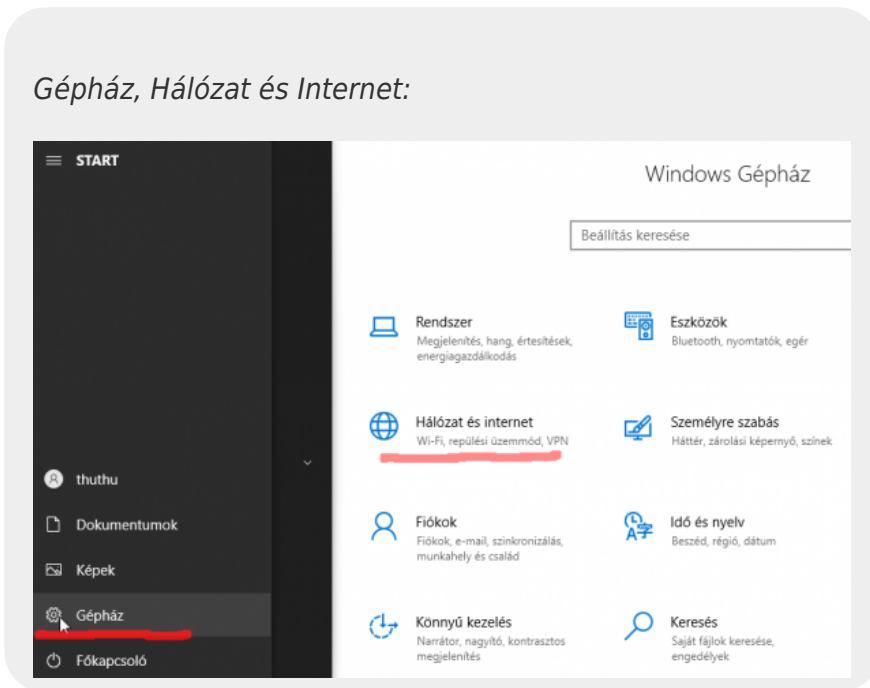 Gépház, Hálózat és Internet:
START
thuthu
Dokumentumok
Képek
Gépház
Főkapcsoló
Windows Gépház
Beállítás keresése
Rendszer
Megjelenítés, hang, értesítések,
energiagazdálkodás
Eszközök
Bluetooth, nyomtatók, egér
Hálózat és internet
Wi-Fi, repülési üzemmód, VPN
Személyre szabás
Háttér, zárolási képernyő, színek
Fiókok
Fiókok, e-mail, szinkronizálás,
munkahely és család
Idő és nyelv
Beszéd, régió, dátum
Könnyű kezelés
Narrátor, nagyító, kontrasztos
megjelenítés
Keresés
Saját fájlok keresése,
engedélyek